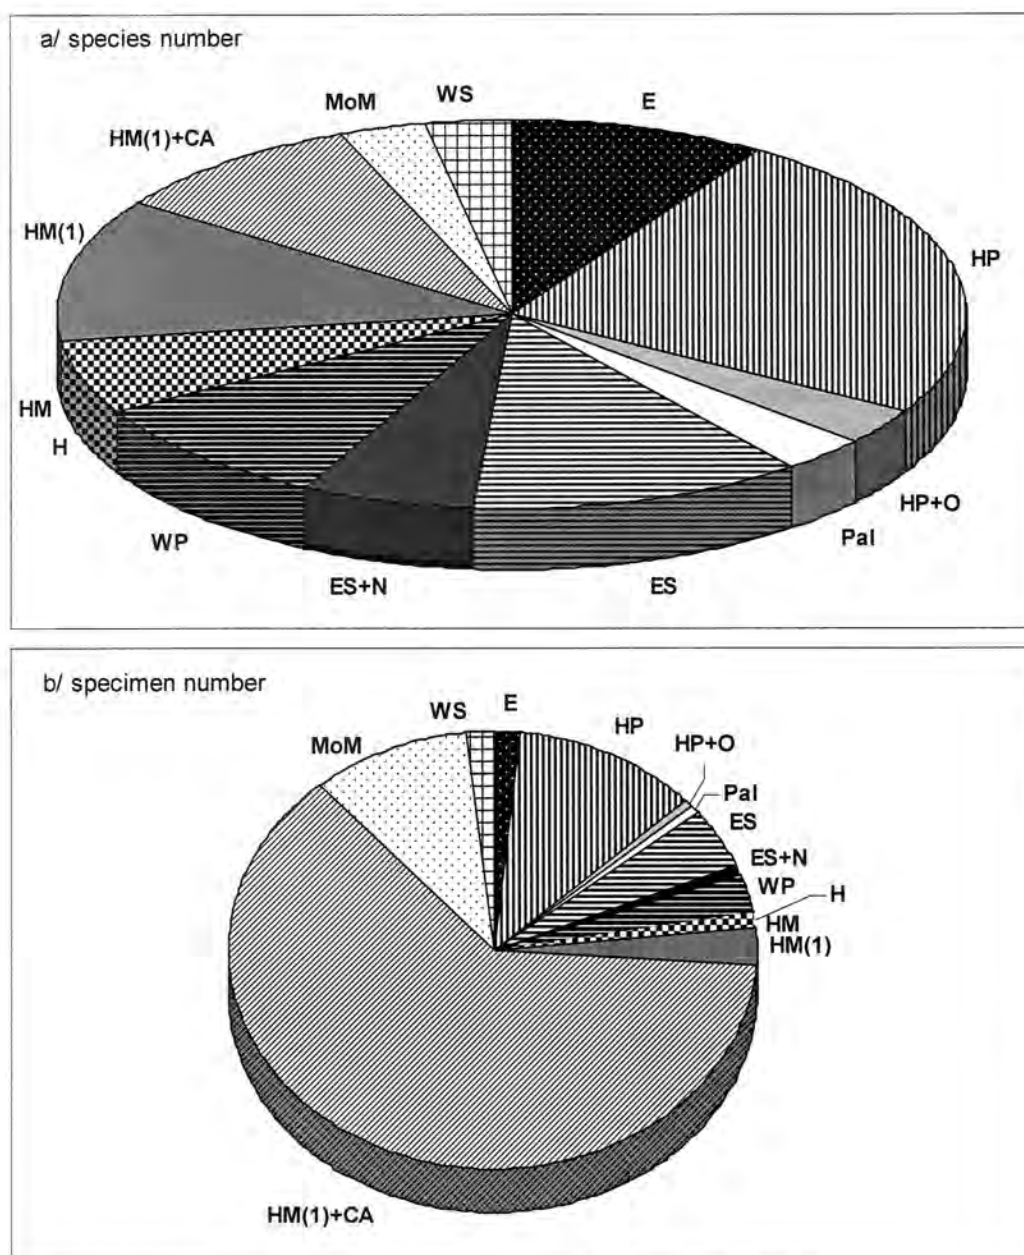 a/ species number
MoM WS E
HM(1)+CA
HM(1) HP
HM
H
HP+O
WP Pal
ES+N ES
b/ specimen number
WS E
HP
MoM HP+O
Pal
ES
ES+N
WP H
HM
HM(1)
HM(1)+CA